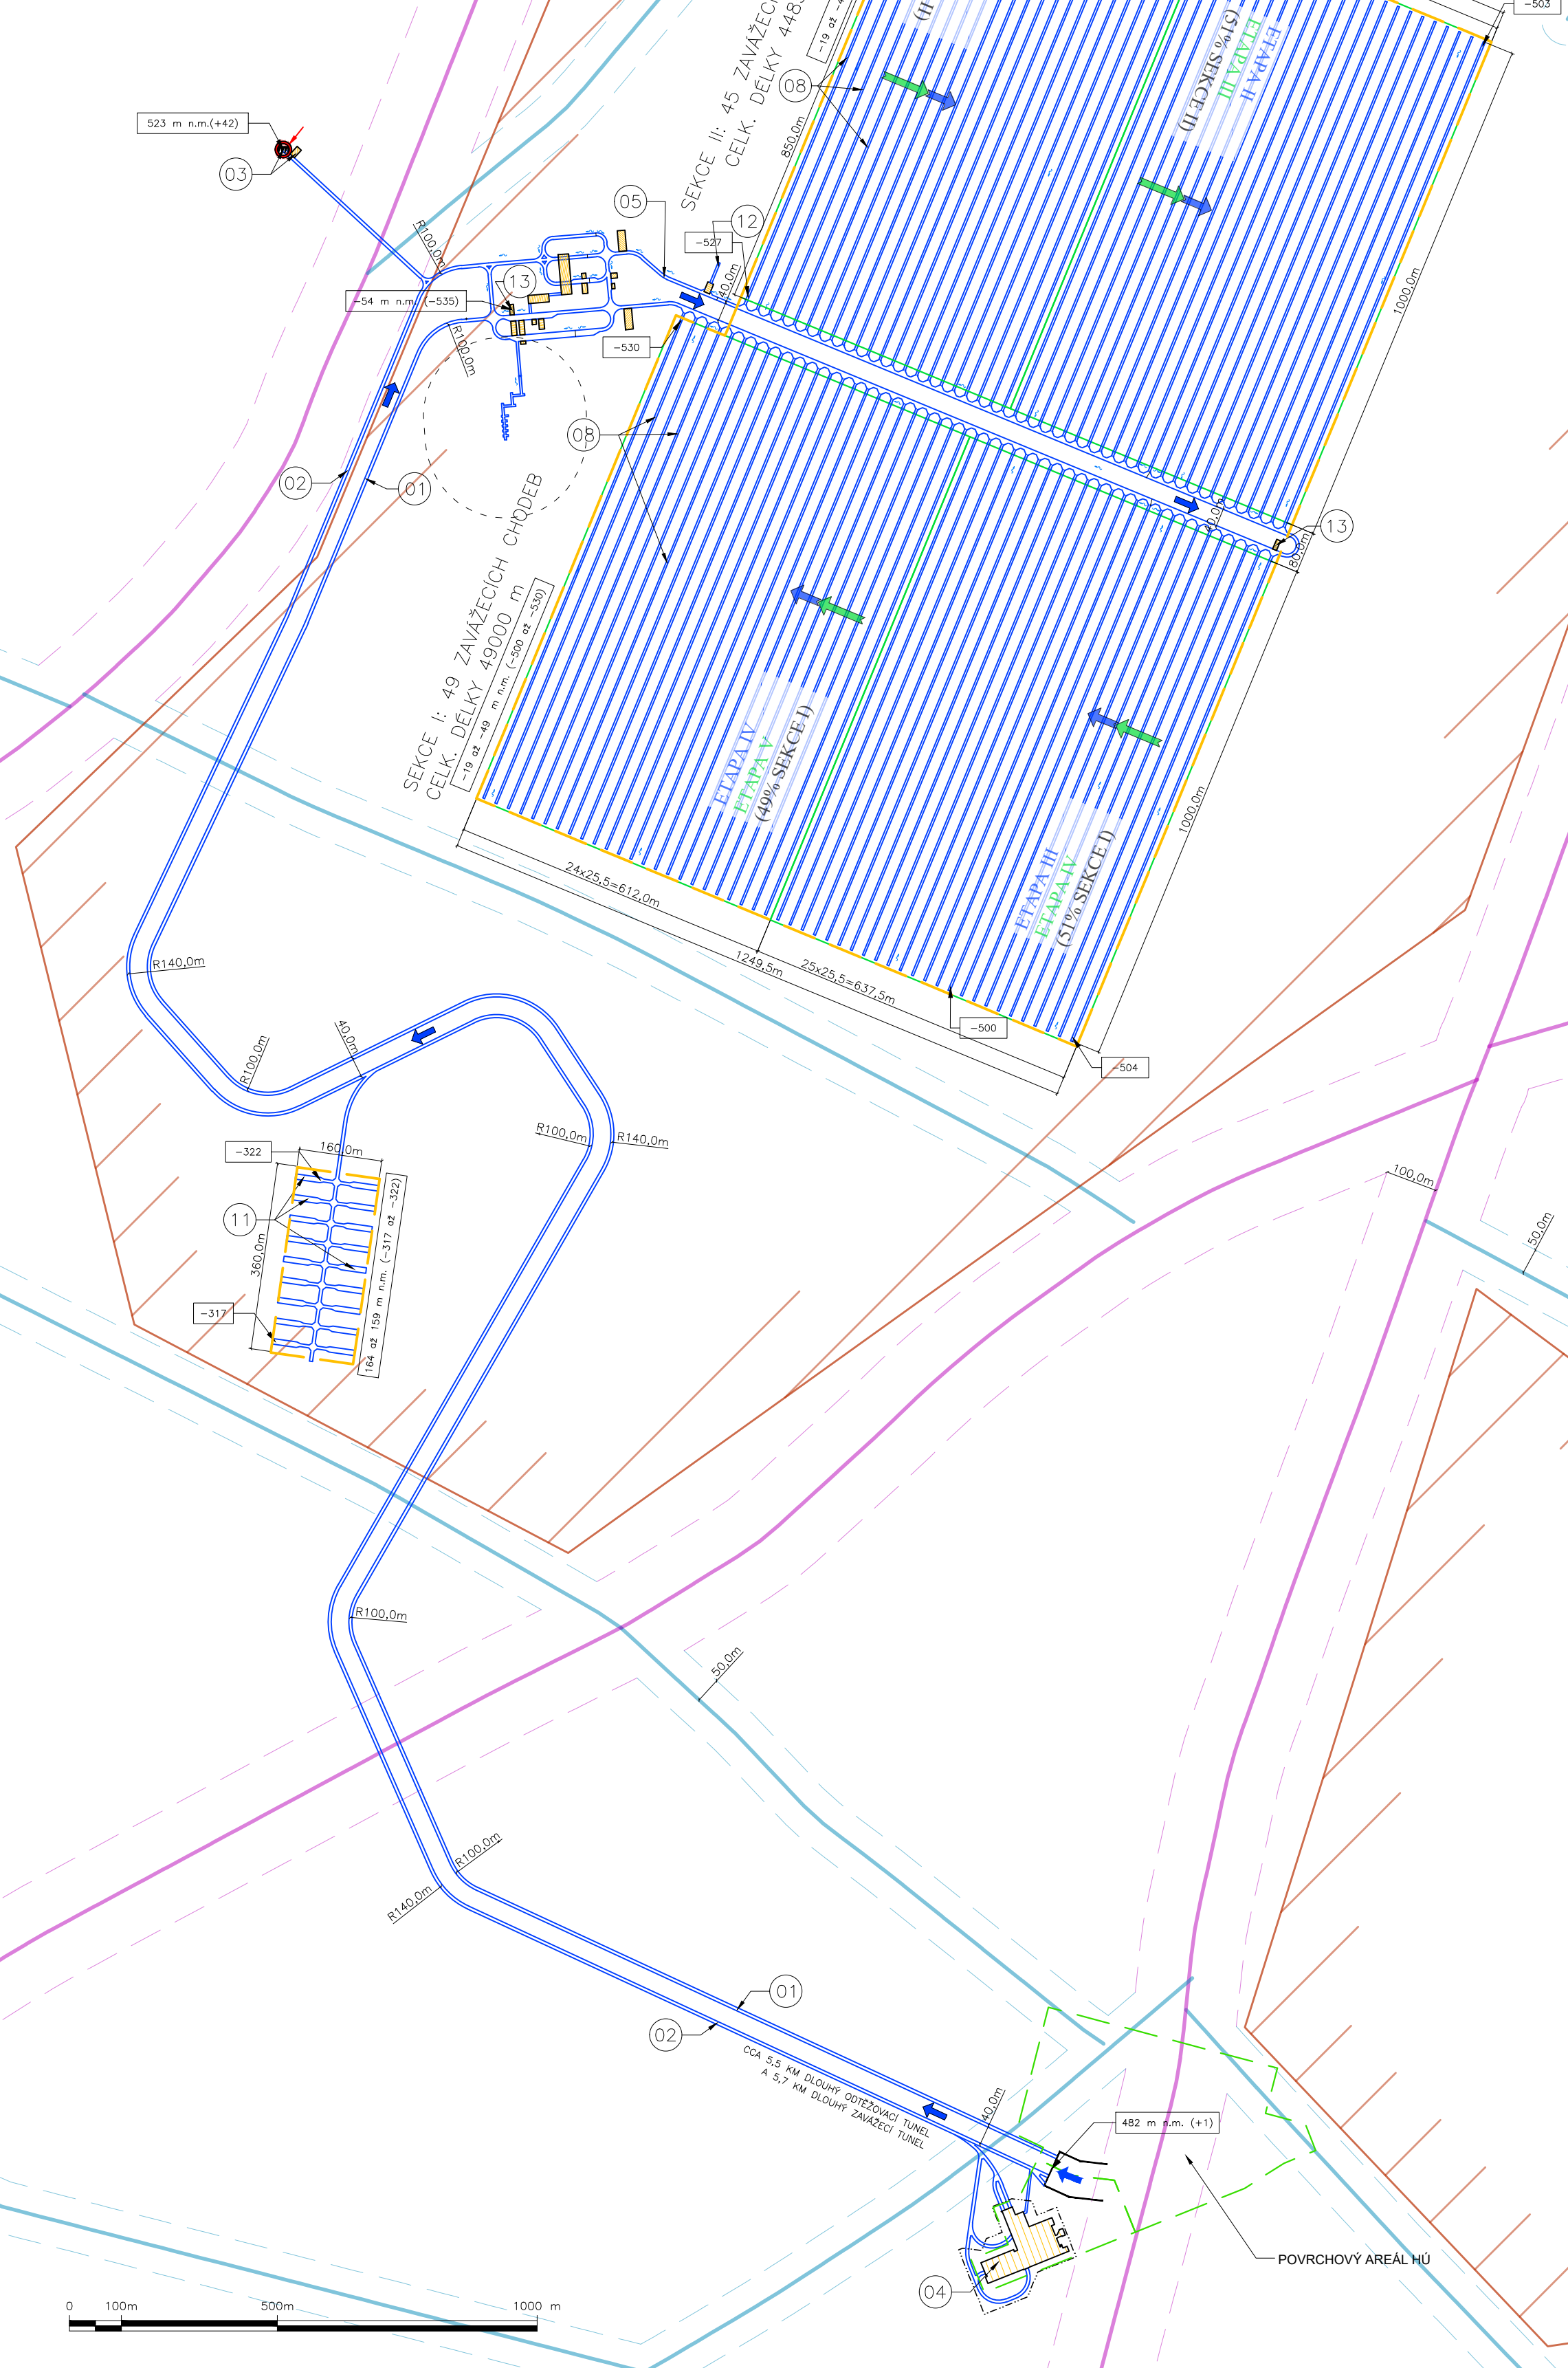 -503
II)
SEKCE II: 45
CELK. DÉLKY
08
850,0m
ETAPA II
ETAPA III
(51% SEKCE II)
523 m n.m.(+42)
03
05
12
-527
R100,0m
40,0m
13
-54 m n.m. (-535)
-530
R100,0m
1000,0m
08
02
01
40,0m
13
80,0m
SEKCE I: 49 ZAVÁŽECÍCH CHODEB
CELK. DÉLKY 49000 m
-19 až -49 m n.m. (-500 až -530)
ETAPA IV
ETAPA V
(49% SEKCE I)
1000,0m
ETAPA III
ETAPA IV
(51% SEKCE I)
24x25,5=612,0m
1249,5m
25x25,5=637,5m
-500
-504
R140,0m
R100,0m
40,0m
R100,0m
R140,0m
-322
160,0m
100,0m
11
360,0m
164 až 159 m n.m. (-317 až -322)
50,0m
-317
R100,0m
50,0m
R100,0m
R140,0m
01
02
CCA 5,5 KM DLOUHÝ ODTĚŽOVACÍ TUNEL
A 5,7 KM DLOUHÝ ZAVÁŽECÍ TUNEL
40,0m
482 m n.m. (+1)
POVRCHOVÝ AREÁL HÚ
04
0 100m 500m 1000 m